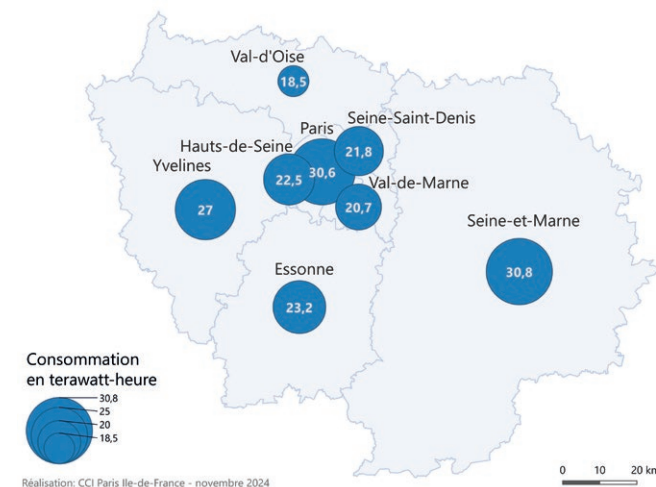 Val-d'Oise
18,5
Seine-Saint-Denis
Paris
21,8
Hauts-de-Seine
Yvelines
22,5
30,6
Val-de-Marne
27
20,7
Seine-et-Marne
30,8
Essonne
23,2
Consommation
en terawatt-heure
30,8
25
20
18,5
0 10 20 km
Réalisation: CCI Paris Ile-de-France - novembre 2024